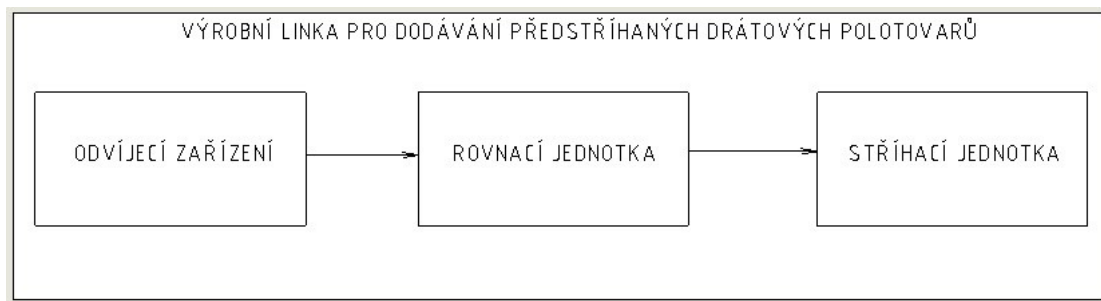 VÝROBNÍ LINKA PRO DODÁVÁNÍ PŘEDSTŘÍHANÝCH DRÁTOVÝCH POLOTOVARŮ
ODVÍJECÍ ZAŘÍZENÍ
ROVNACÍ JEDNOTKA
STŘÍHACÍ JEDNOTKA